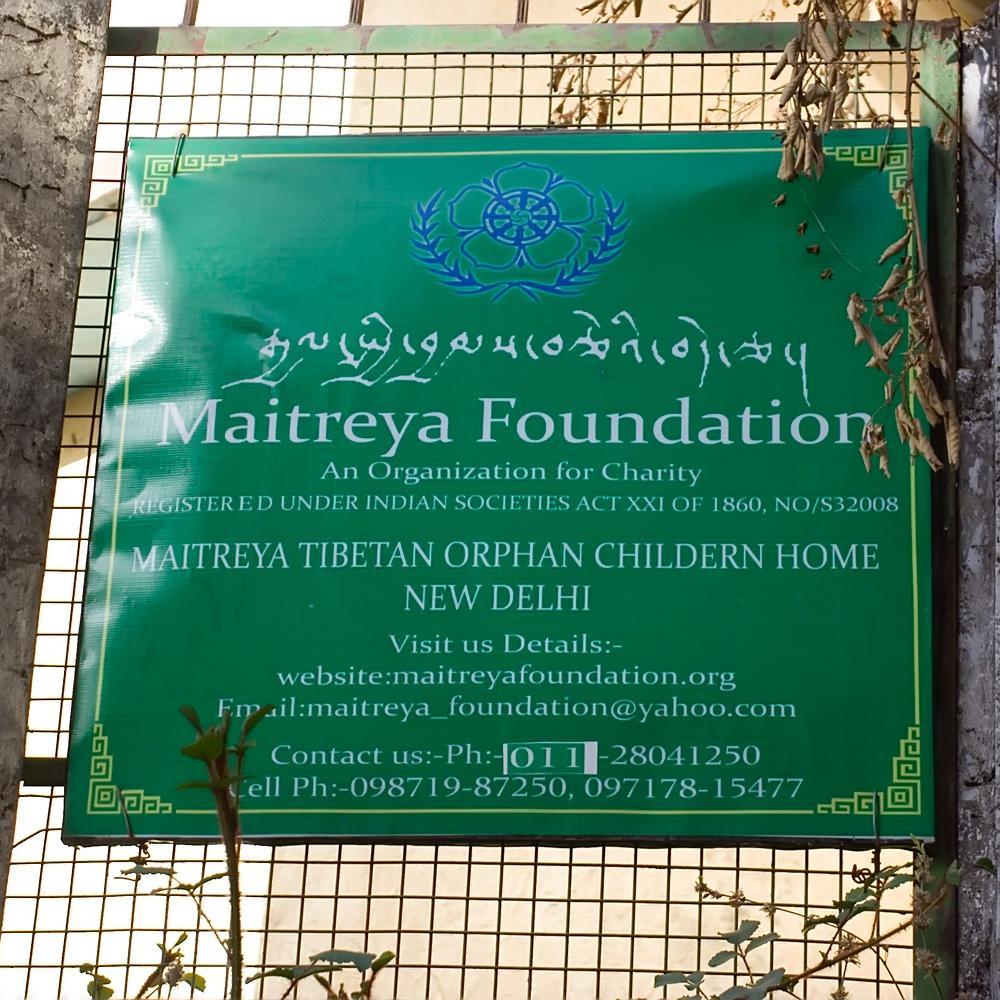 Maitreya Foundation
An Organization for Charity
REGISTERED UNDER INDIAN SOCIETIES ACT XXI OF 1860, NO/S32008
MAITREYA TIBETAN ORPHAN CHILDERN HOME
NEW DELHI
Visit us Details:-
website:maitreyafoundation.org
Email:maitreya_foundation@yahoo.com
Contact us:-Ph:-011-28041250
Cell Ph:-098719-87250, 097178-15477